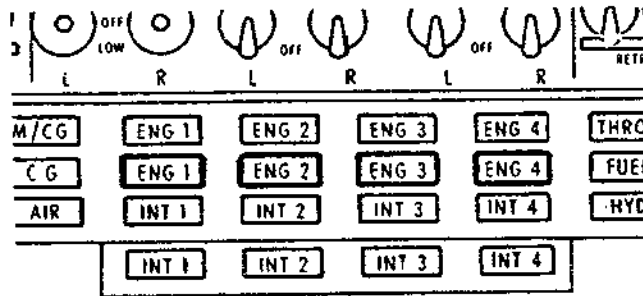 OFF
LOW OFF OFF
L R L R L R RETR
M/CG ENG 1 ENG 2 ENG 3 ENG 4 THRO
CG ENG 1 ENG 2 ENG 3 ENG 4 FUE
AIR INT 1 INT 2 INT 3 INT 4 HYD
INT 1 INT 2 INT 3 INT 4